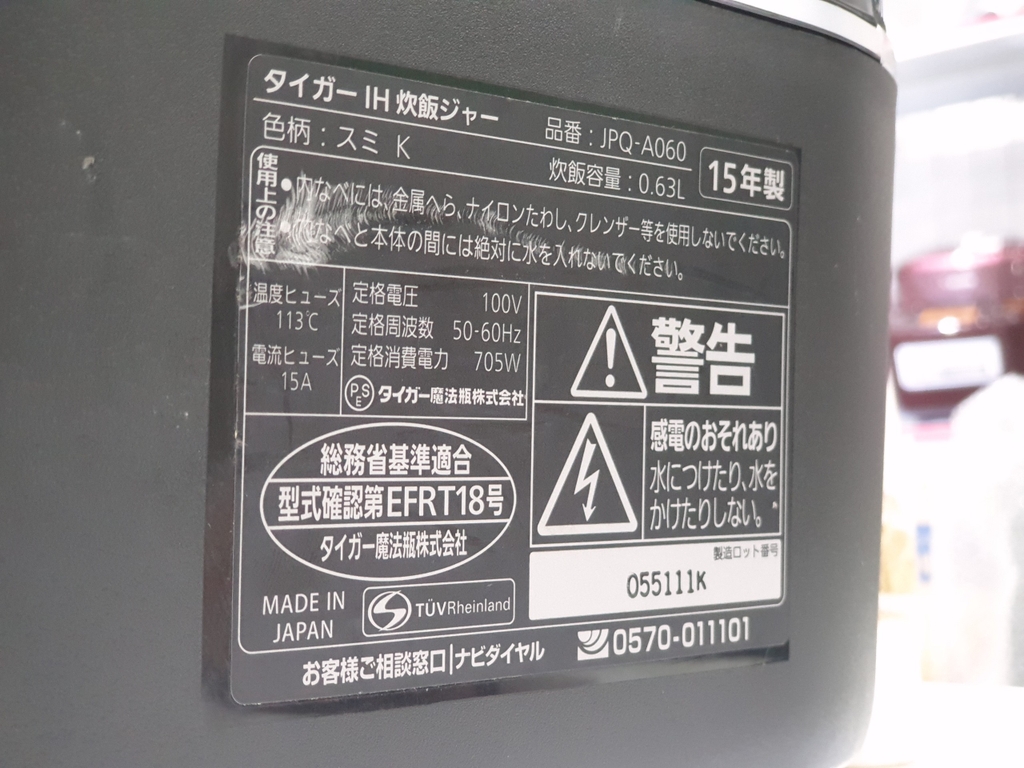 タイガー IH 炊飯ジャー
品番：JPQ-A060
15年製
色柄：スミ K
炊飯容量：0.63L
使用上の注意
●内なべには、金属へら、ナイロンたわし、クレンザー等を使用しないでください。
●内なべと本体の間には絶対に水を入れないでください。
温度ヒューズ
113℃
電流ヒューズ
15A
定格電圧 100V
定格周波数 50-60Hz
定格消費電力 705W
PSE タイガー魔法瓶株式会社
警告
感電のおそれあり
水につけたり、水を
かけたりしない。
総務省基準適合
型式確認第EFRT18号
タイガー魔法瓶株式会社
製造ロット番号
055111K
MADE IN
JAPAN
TÜVRheinland
お客様ご相談窓口 ナビダイヤル 0570-011101